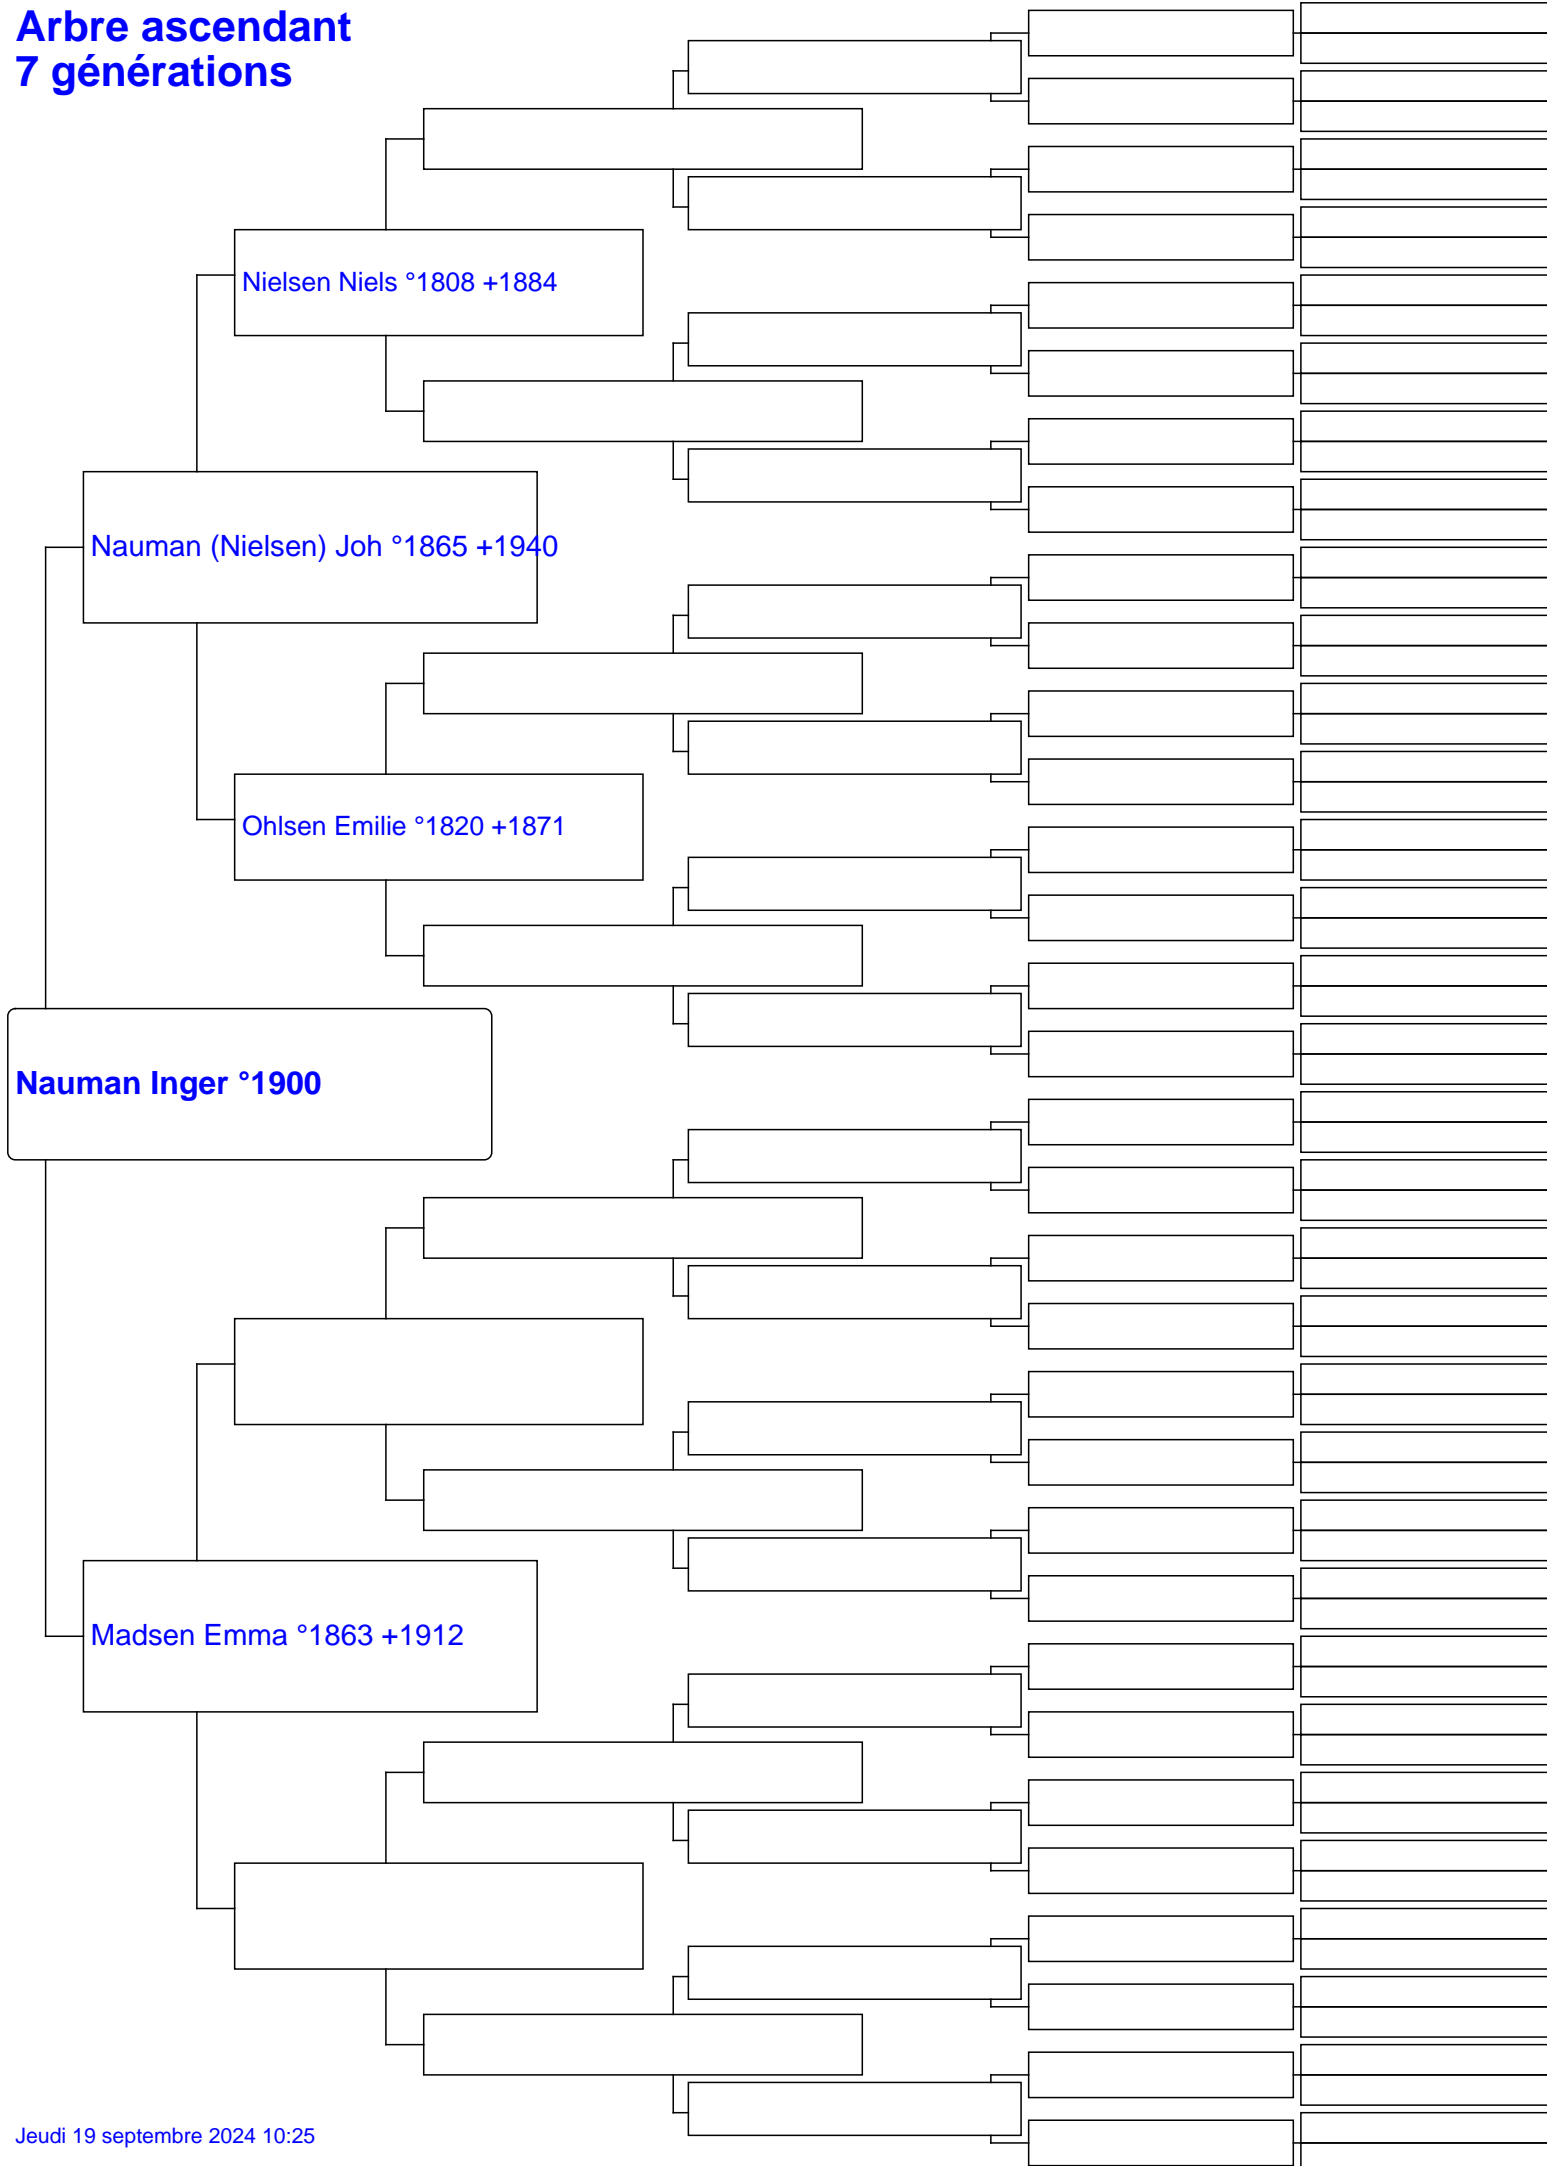 Arbre ascendant
7 générations
Nielsen Niels °1808 +1884
Nauman (Nielsen) Joh °1865 +1940
Ohlsen Emilie °1820 +1871
Nauman Inger °1900
Madsen Emma °1863 +1912
Jeudi 19 septembre 2024 10:25